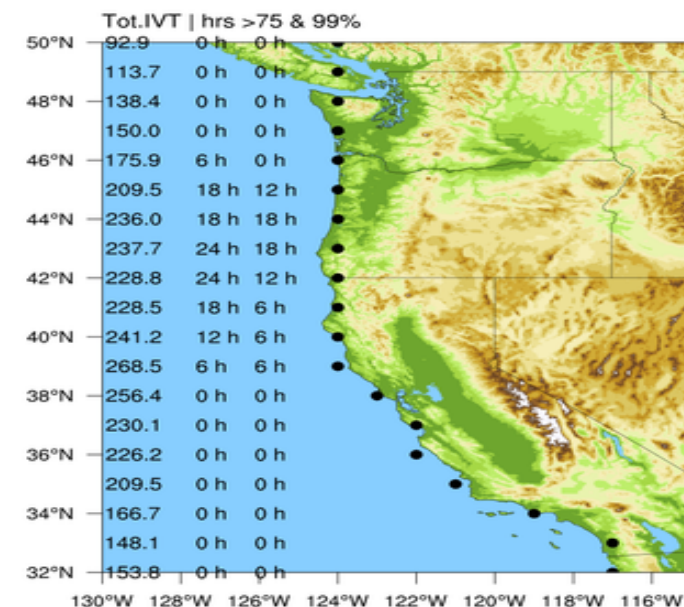 Tot.IVT | hrs >75 & 99%
50°N 92.9 0 h 0 h
113.7 0 h 0 h
48°N 138.4 0 h 0 h
150.0 0 h 0 h
46°N 175.9 6 h 0 h
209.5 18 h 12 h
44°N 236.0 18 h 18 h
237.7 24 h 18 h
42°N 228.8 24 h 12 h
228.5 18 h 6 h
40°N 241.2 12 h 6 h
268.5 6 h 6 h
38°N 256.4 0 h 0 h
230.1 0 h 0 h
36°N 226.2 0 h 0 h
209.5 0 h 0 h
34°N 166.7 0 h 0 h
148.1 0 h 0 h
32°N 153.8 0 h 0 h
130°W 128°W 126°W 124°W 122°W 120°W 118°W 116°W